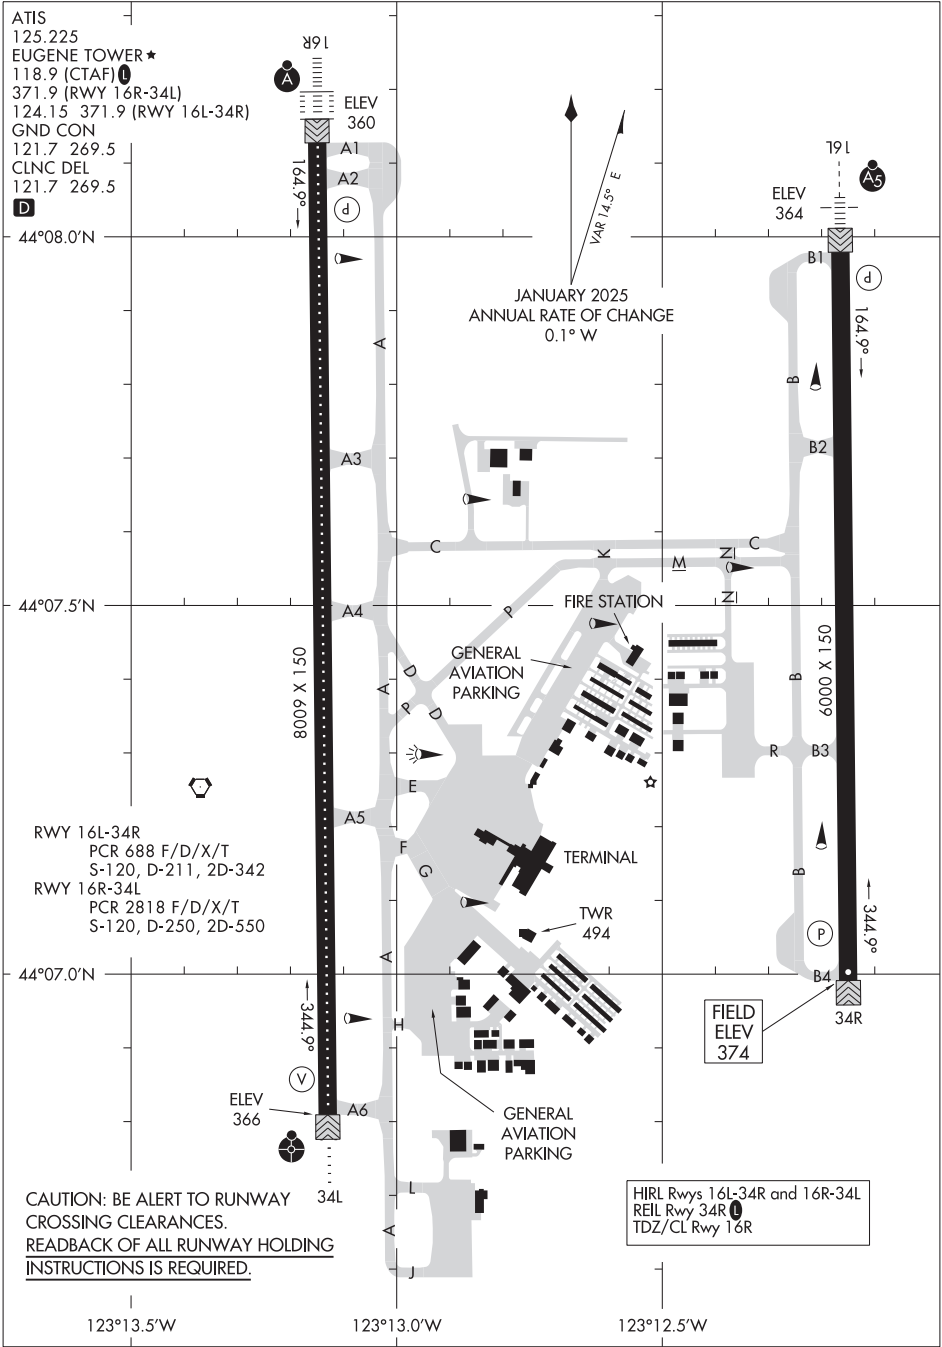 ATIS
125.225
EUGENE TOWER ★
118.9 (CTAF) L
371.9 (RWY 16R-34L)
124.15 371.9 (RWY 16L-34R)
GND CON
121.7 269.5
CLNC DEL
121.7 269.5
D
16R
A
ELEV
360
A1
A2
164.9°
P
VAR 14.5° E
JANUARY 2025
ANNUAL RATE OF CHANGE
0.1° W
16L
A5
ELEV
364
B1
P
164.9°
44°08.0'N
A
B
A3
B2
C
C
K
M
N
N
44°07.5'N
A4
P
FIRE STATION
GENERAL
AVIATION
PARKING
8009 X 150
6000 X 150
A
D
P
D
B
R
B3
E
A5
F
G
TERMINAL
B
RWY 16L-34R
PCR 688 F/D/X/T
S-120, D-211, 2D-342
RWY 16R-34L
PCR 2818 F/D/X/T
S-120, D-250, 2D-550
TWR
494
344.9°
P
A
44°07.0'N
B4
34R
FIELD
ELEV
374
344.9°
H
V
ELEV
366
A6
GENERAL
AVIATION
PARKING
34L
L
A
J
CAUTION: BE ALERT TO RUNWAY
CROSSING CLEARANCES.
READBACK OF ALL RUNWAY HOLDING
INSTRUCTIONS IS REQUIRED.
HIRL Rwys 16L-34R and 16R-34L
REIL Rwy 34R L
TDZ/CL Rwy 16R
123°13.5'W
123°13.0'W
123°12.5'W